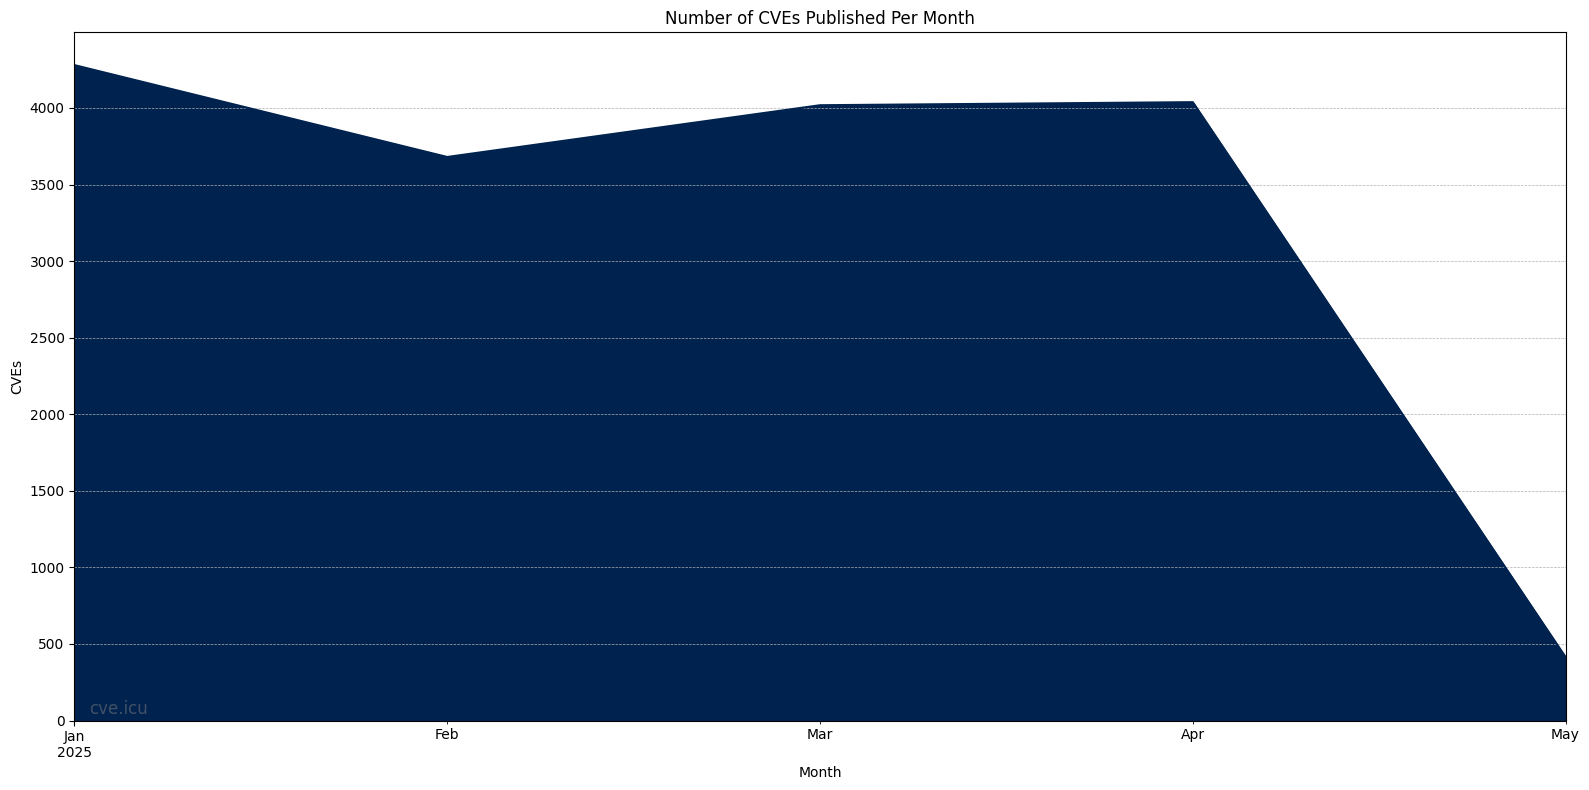 Number of CVEs Published Per Month
CVEs
4000
3500
3000
2500
2000
1500
1000
500
0
cve.icu
Jan
2025
Feb
Mar
Apr
May
Month